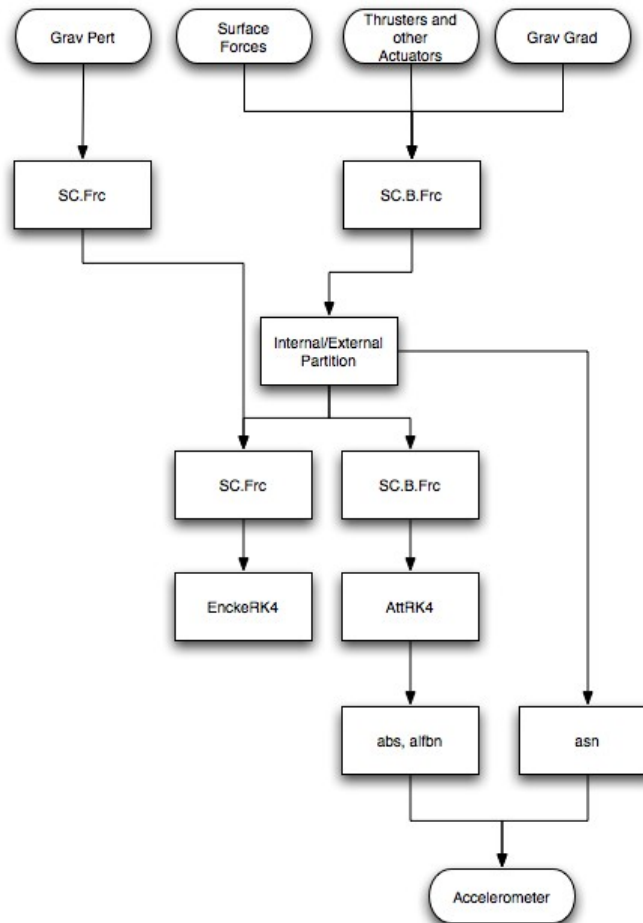 Grav Pert
Surface
Forces
Thrusters and
other
Actuators
Grav Grad
SC.Frc
SC.B.Frc
Internal/External
Partition
SC.Frc
SC.B.Frc
EnckeRK4
AttRK4
abs, alfbn
asn
Accelerometer